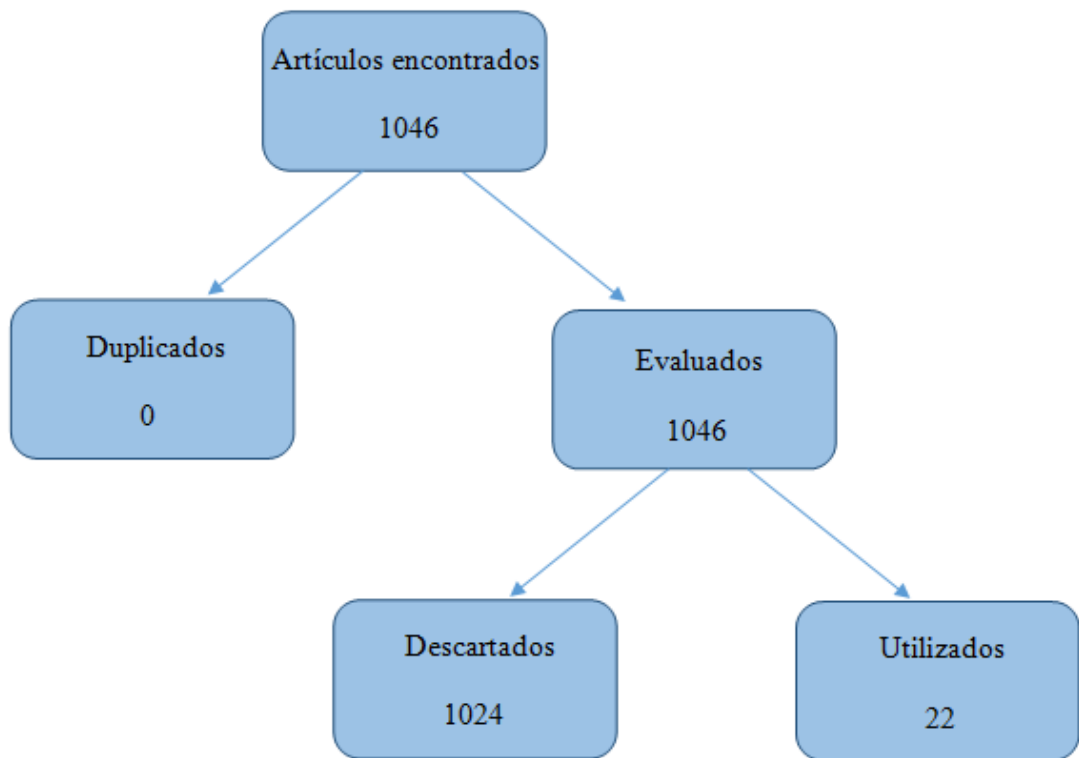 Artículos encontrados
1046
Duplicados
0
Evaluados
1046
Descartados
1024
Utilizados
22